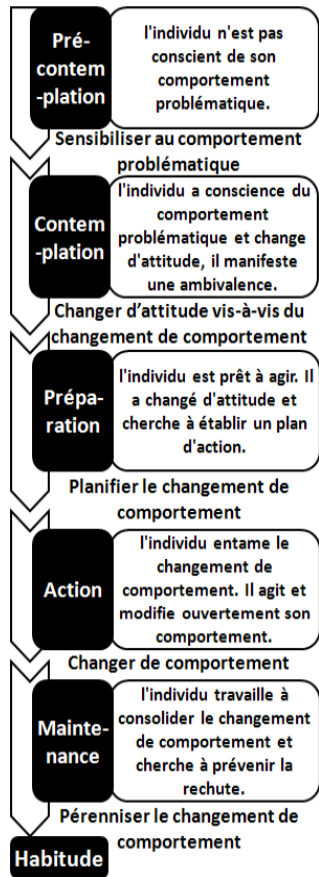 Pré-
contem
-plation
l'individu n'est pas
conscient de son
comportement
problématique.
Sensibiliser au comportement
problématique
Contem
-plation
l'individu a conscience du
comportement
problématique et change
d'attitude, il manifeste
une ambivalence.
Changer d’attitude vis-à-vis du
changement de comportement
Prépa-
ration
l'individu est prêt à agir. Il
a changé d'attitude et
cherche à établir un plan
d'action.
Planifier le changement de
comportement
Action
l'individu entame le
changement de
comportement. Il agit et
modifie ouvertement son
comportement.
Changer de comportement
Mainte-
nance
l'individu travaille à
consolider le changement
de comportement et
cherche à prévenir la
rechute.
Pérenniser le changement de
comportement
Habitude